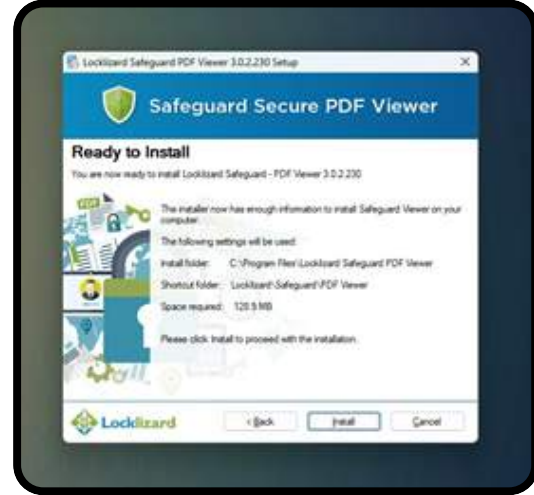 Locklizard Safeguard PDF Viewer 3.0.2.230 Setup
Safeguard Secure PDF Viewer
Ready to Install
You are now ready to install Locklizard Safeguard - PDF Viewer 3.0.2.230
PDF
The installer now has enough information to install Safeguard Viewer on your
computer.
The following settings will be used:
Install folder: C:\Program Files\Locklizard Safeguard PDF Viewer
Shortcut folder: Locklizard\Safeguard\PDF Viewer
Space required: 128.9 MB
Please click Install to proceed with the installation.
Locklizard
< Back
Install
Cancel